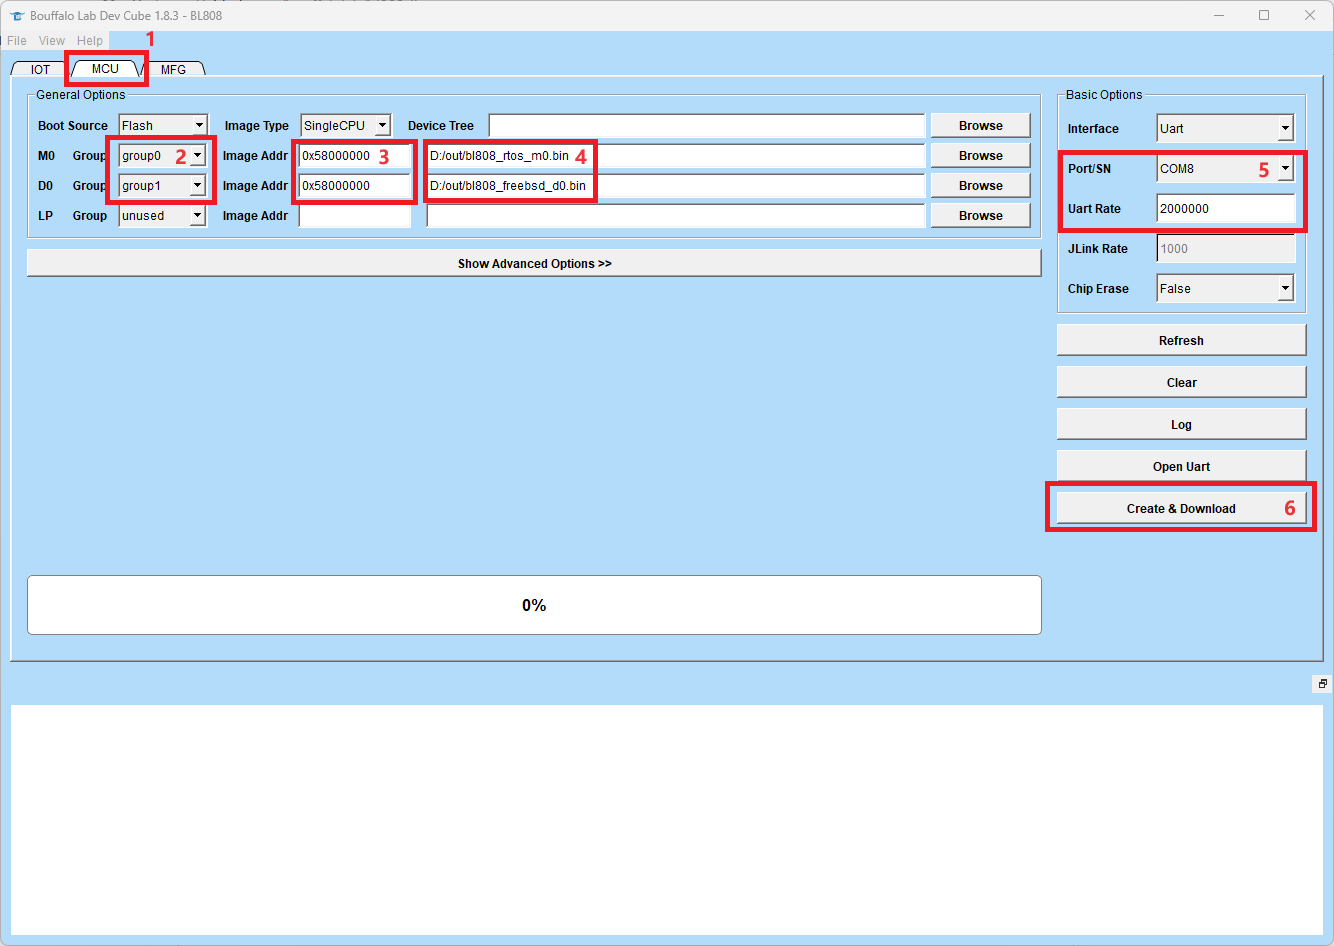 Bouffalo Lab Dev Cube 1.8.3 - BL808
File View Help 1
IOT MCU MFG
General Options
Boot Source Flash Image Type SingleCPU Device Tree Browse
M0 Group group0 2 Image Addr 0x58000000 3 D:/out/bl808_rtos_m0.bin 4 Browse
D0 Group group1 Image Addr 0x58000000 D:/out/bl808_freebsd_d0.bin Browse
LP Group unused Image Addr Browse
Show Advanced Options >>
0%
Basic Options
Interface Uart
Port/SN COM8 5
Uart Rate 2000000
JLink Rate 1000
Chip Erase False
Refresh
Clear
Log
Open Uart
Create & Download 6